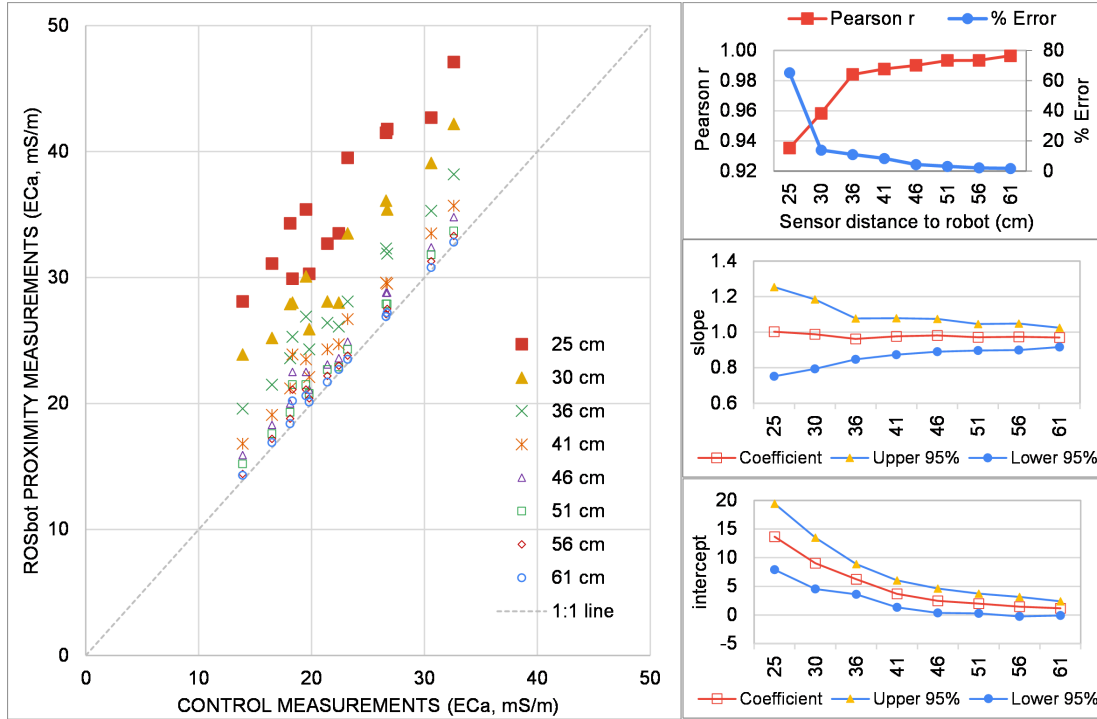 50
40
30
20
10
0
0
10
20
30
40
50
ROSbot PROXIMITY MEASUREMENTS (ECa, mS/m)
CONTROL MEASUREMENTS (ECa, mS/m)
25 cm
30 cm
36 cm
41 cm
46 cm
51 cm
56 cm
61 cm
1:1 line
Pearson r
% Error
1.00
0.98
0.96
0.94
0.92
Pearson r
80
60
40
20
0
% Error
25
30
36
41
46
51
56
61
Sensor distance to robot (cm)
1.4
1.2
1.0
0.8
0.6
slope
25
30
36
41
46
51
56
61
Coefficient
Upper 95%
Lower 95%
20
15
10
5
0
-5
intercept
25
30
36
41
46
51
56
61
Coefficient
Upper 95%
Lower 95%